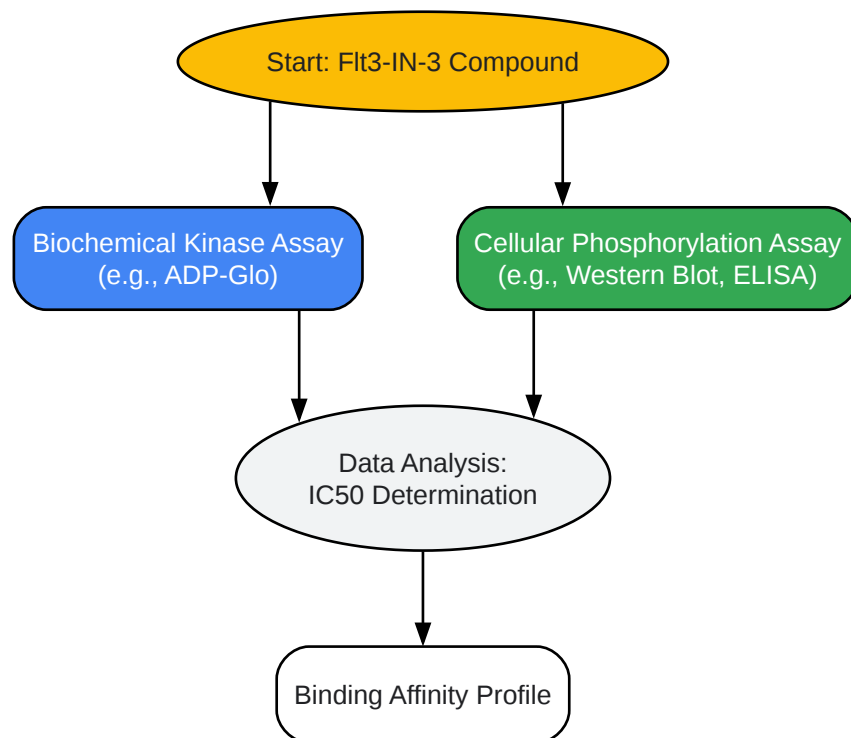 Start: Flt3-IN-3 Compound
Biochemical Kinase Assay
(e.g., ADP-Glo)
Cellular Phosphorylation Assay
(e.g., Western Blot, ELISA)
Data Analysis:
IC50 Determination
Binding Affinity Profile